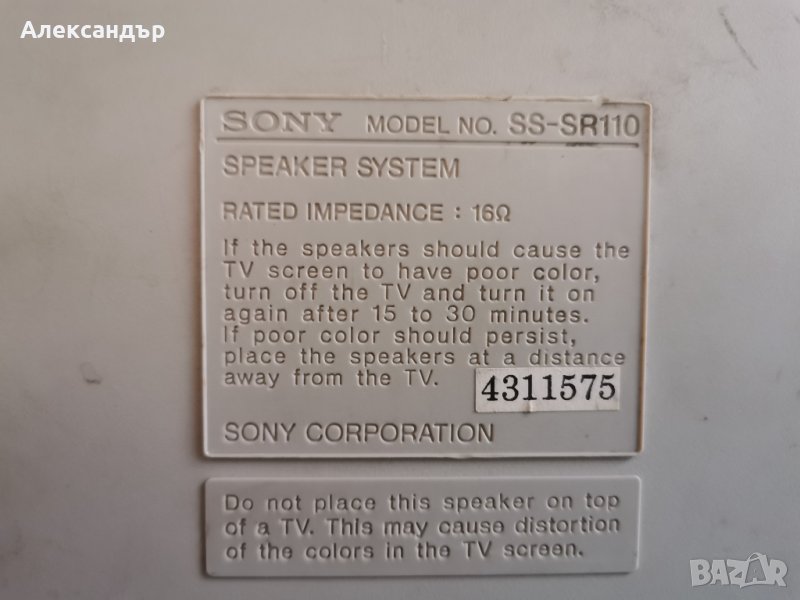 Александър
SONY MODEL NO. SS-SR110
SPEAKER SYSTEM
RATED IMPEDANCE : 16Ω
If the speakers should cause the
TV screen to have poor color,
turn off the TV and turn it on
again after 15 to 30 minutes.
If poor color should persist,
place the speakers at a distance
away from the TV.
4311575
SONY CORPORATION
Do not place this speaker on top
of a TV. This may cause distortion
of the colors in the TV screen.
BAZAR